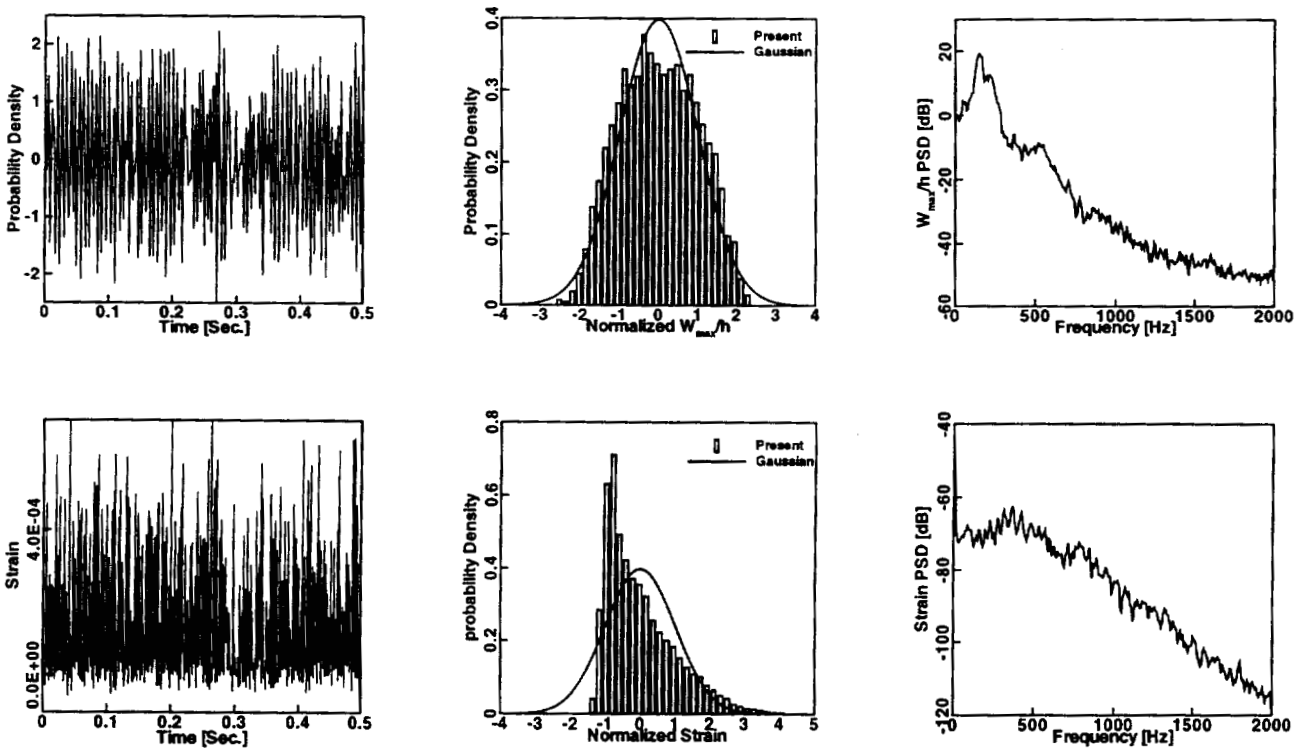 Probability Density
2
1
0
-1
-2
0 0.1 0.2 0.3 0.4 0.5
Time [Sec.]
Probability Density
0.4
0.3
0.2
0.1
0
-4 -3 -2 -1 0 1 2 3 4
Normalized Wmax/h
Present
Gaussian
Wmax/h PSD [dB]
20
0
-20
-40
-60
0 500 1000 1500 2000
Frequency [Hz]
Strain
4.0E-04
0.0E+00
0 0.1 0.2 0.3 0.4 0.5
Time [Sec.]
probability Density
0.8
0.6
0.4
0.2
0
-4 -3 -2 -1 0 1 2 3 4 5
Normalized Strain
Present
Gaussian
Strain PSD [dB]
-40
-60
-80
-100
-120
0 500 1000 1500 2000
Frequency [Hz]